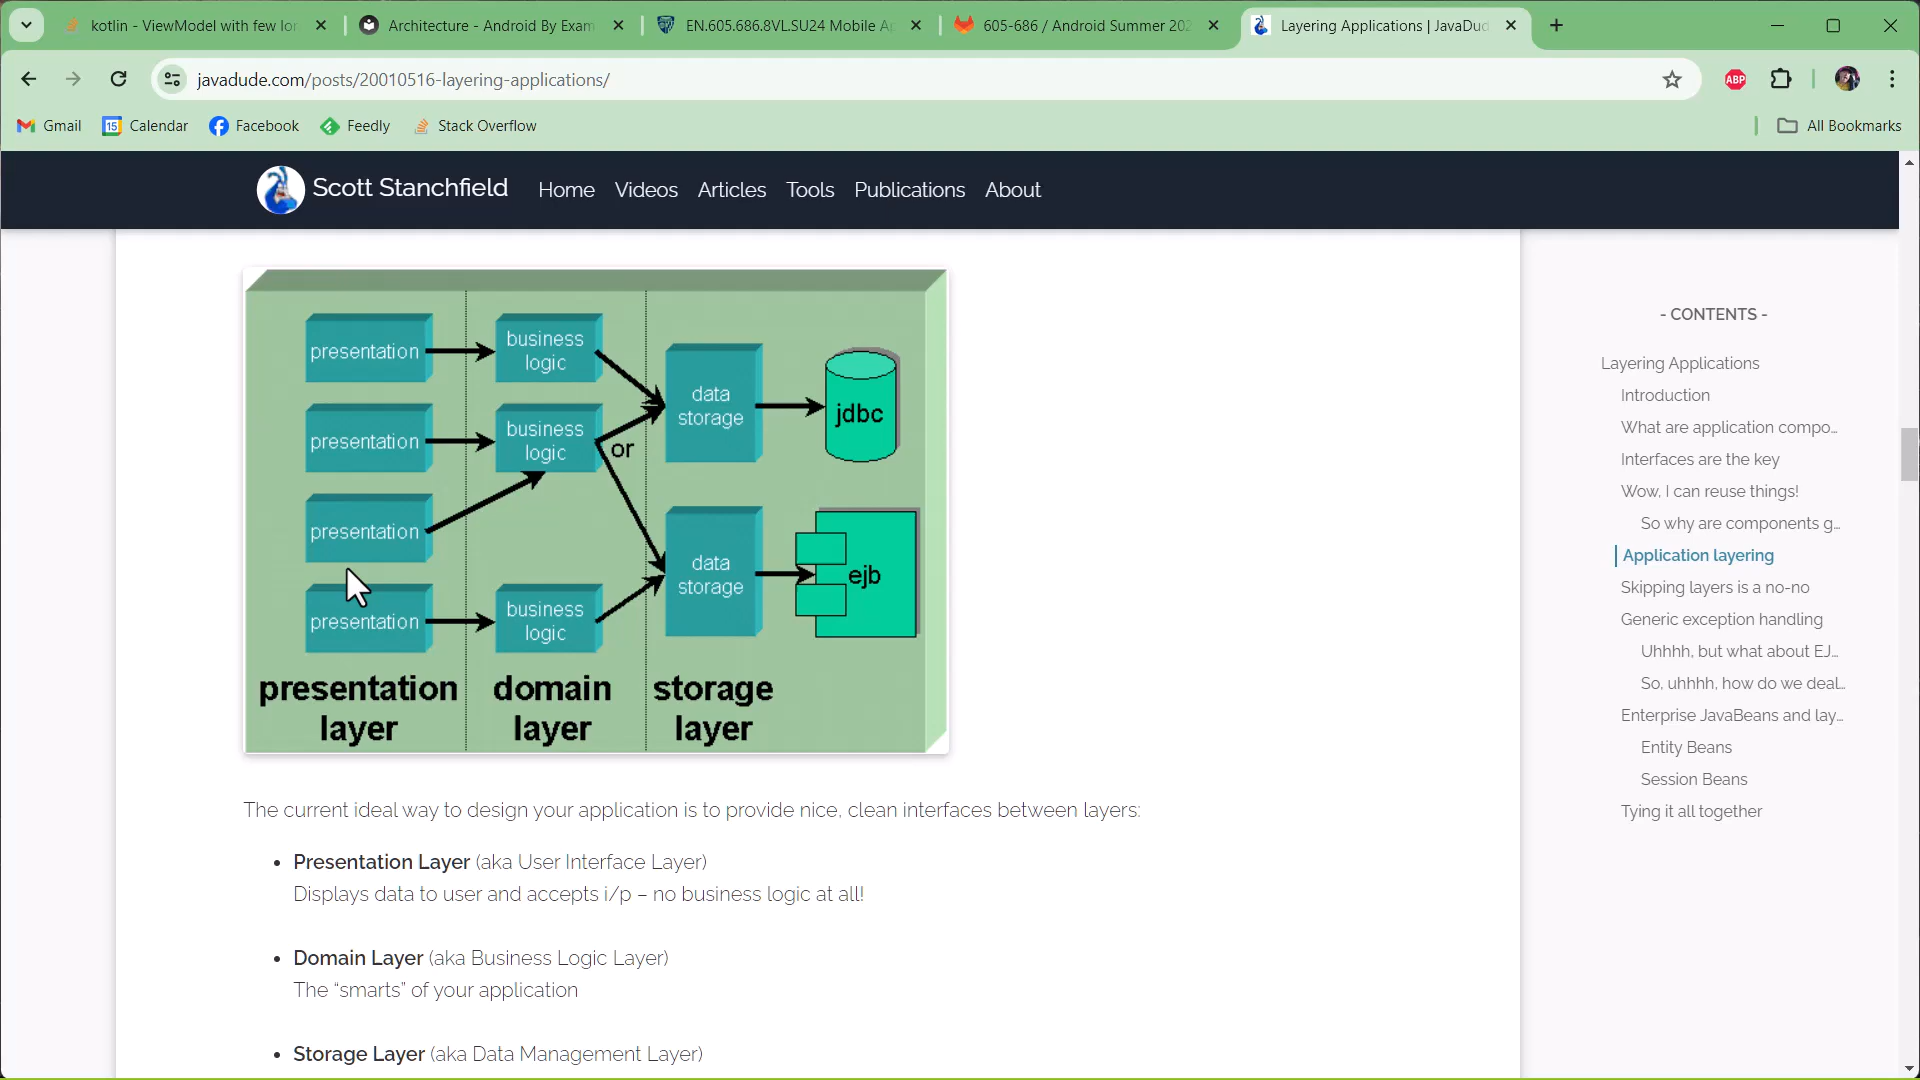 kotlin - ViewModel with few lon
Architecture - Android By Exam
EN.605.686.8VL.SU24 Mobile Ap
605-686 / Android Summer 202
Layering Applications | JavaDud
javadude.com/posts/20010516-layering-applications/
ABP
Gmail
15
Calendar
Facebook
Feedly
Stack Overflow
All Bookmarks
Scott Stanchfield
Home
Videos
Articles
Tools
Publications
About
presentation
business
logic
presentation
business
logic
or
presentation
presentation
business
logic
data
storage
jdbc
data
storage
ejb
presentation
layer
domain
layer
storage
layer
The current ideal way to design your application is to provide nice, clean interfaces between layers:
• Presentation Layer (aka User Interface Layer)
Displays data to user and accepts i/p – no business logic at all!
• Domain Layer (aka Business Logic Layer)
The “smarts” of your application
• Storage Layer (aka Data Management Layer)
- CONTENTS -
Layering Applications
Introduction
What are application compo…
Interfaces are the key
Wow, I can reuse things!
So why are components g…
Application layering
Skipping layers is a no-no
Generic exception handling
Uhhhh, but what about EJ…
So, uhhhh, how do we deal…
Enterprise JavaBeans and lay…
Entity Beans
Session Beans
Tying it all together